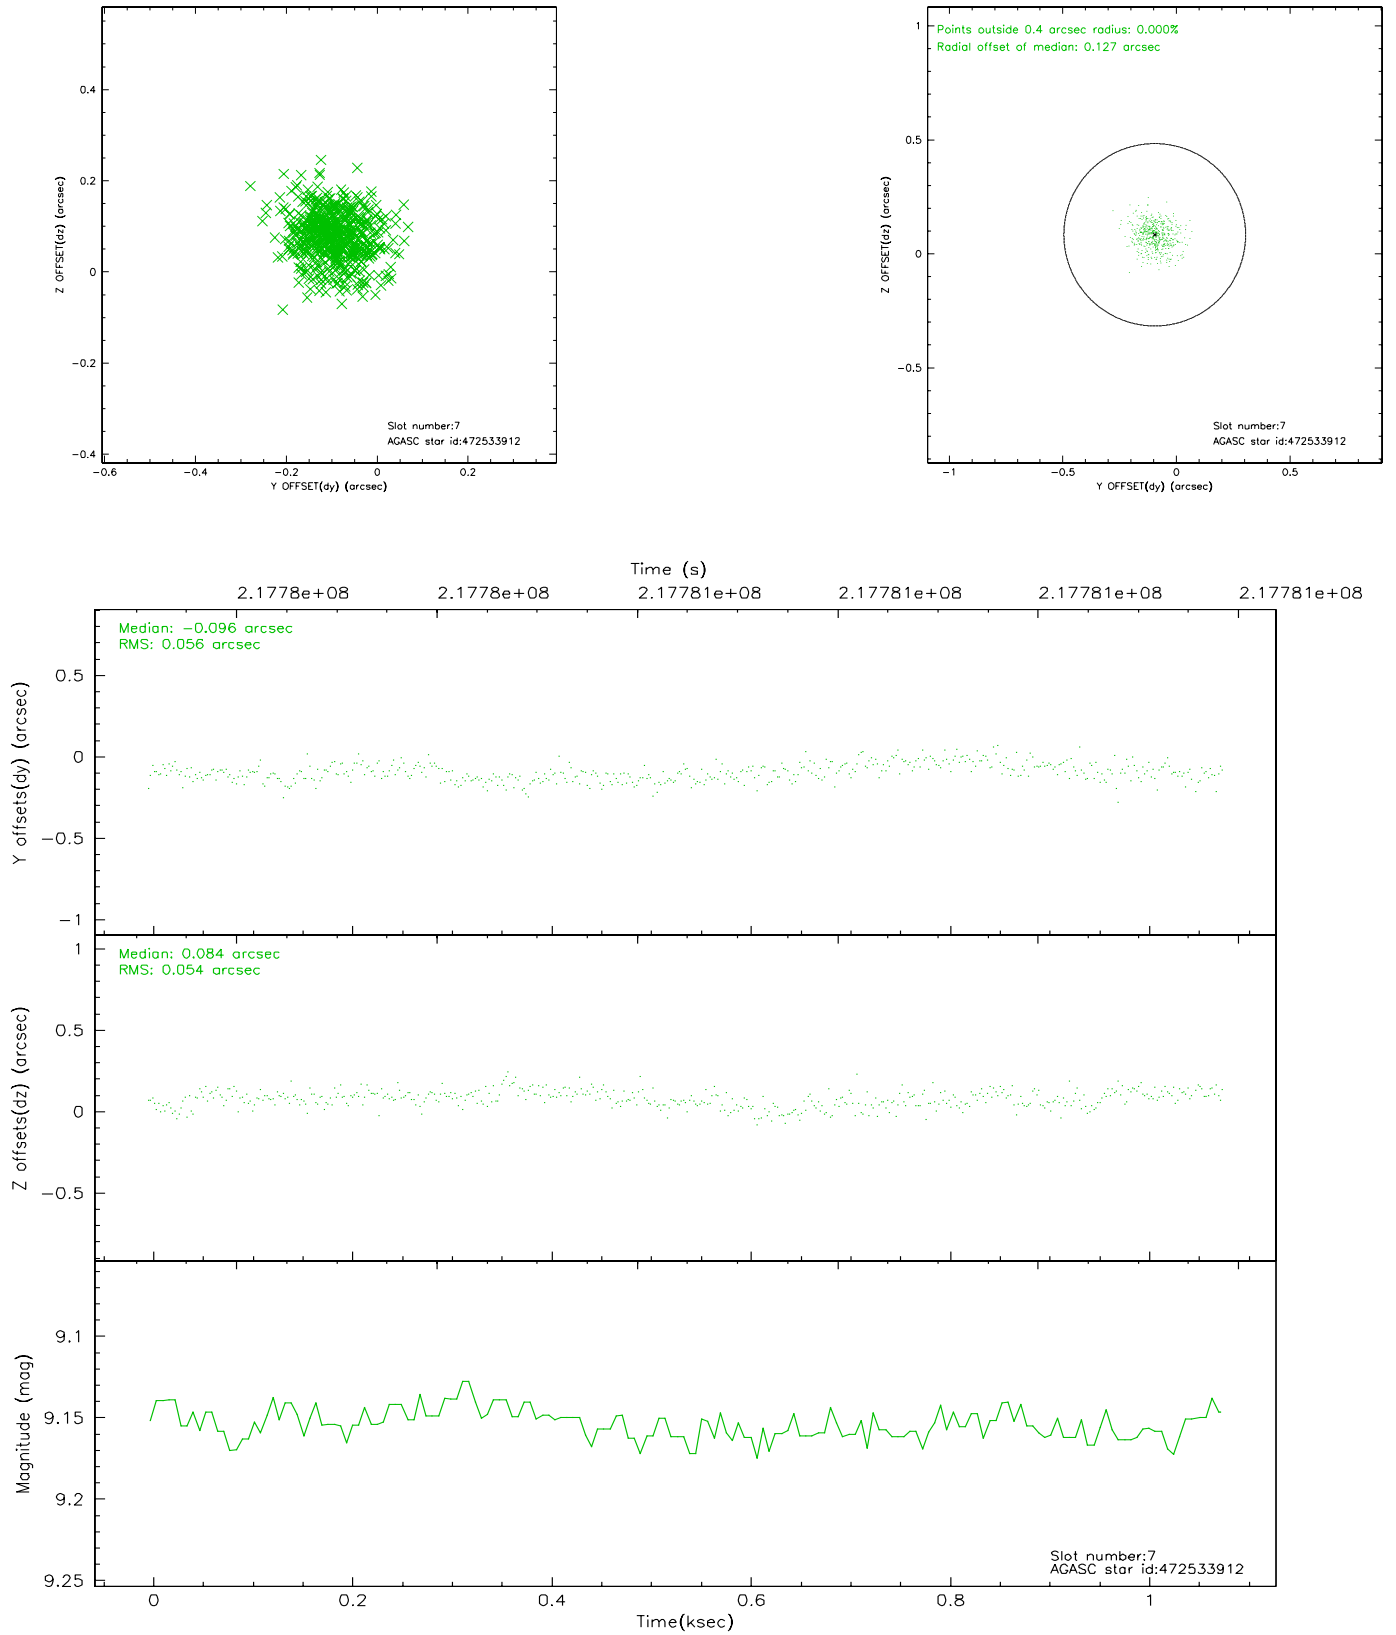 0.4
0.2
0
−0.2
−0.4
Z OFFSET(dz) (arcsec)
Slot number:7
AGASC star id:472533912
−0.6
−0.4
−0.2
0
0.2
Y OFFSET(dy) (arcsec)
Points outside 0.4 arcsec radius: 0.000%
Radial offset of median: 0.127 arcsec
1
0.5
0
−0.5
Z OFFSET(dz) (arcsec)
Slot number:7
AGASC star id:472533912
−1
−0.5
0
0.5
Y OFFSET(dy) (arcsec)
Time (s)
2.1778e+08
2.1778e+08
2.17781e+08
2.17781e+08
2.17781e+08
2.17781e+08
Median: −0.096 arcsec
RMS: 0.056 arcsec
0.5
0
−0.5
−1
Y offsets(dy) (arcsec)
Median: 0.084 arcsec
RMS: 0.054 arcsec
1
0.5
0
−0.5
Z offsets(dz) (arcsec)
9.1
9.15
9.2
9.25
Magnitude (mag)
Slot number:7
AGASC star id:472533912
0
0.2
0.4
0.6
0.8
1
Time(ksec)